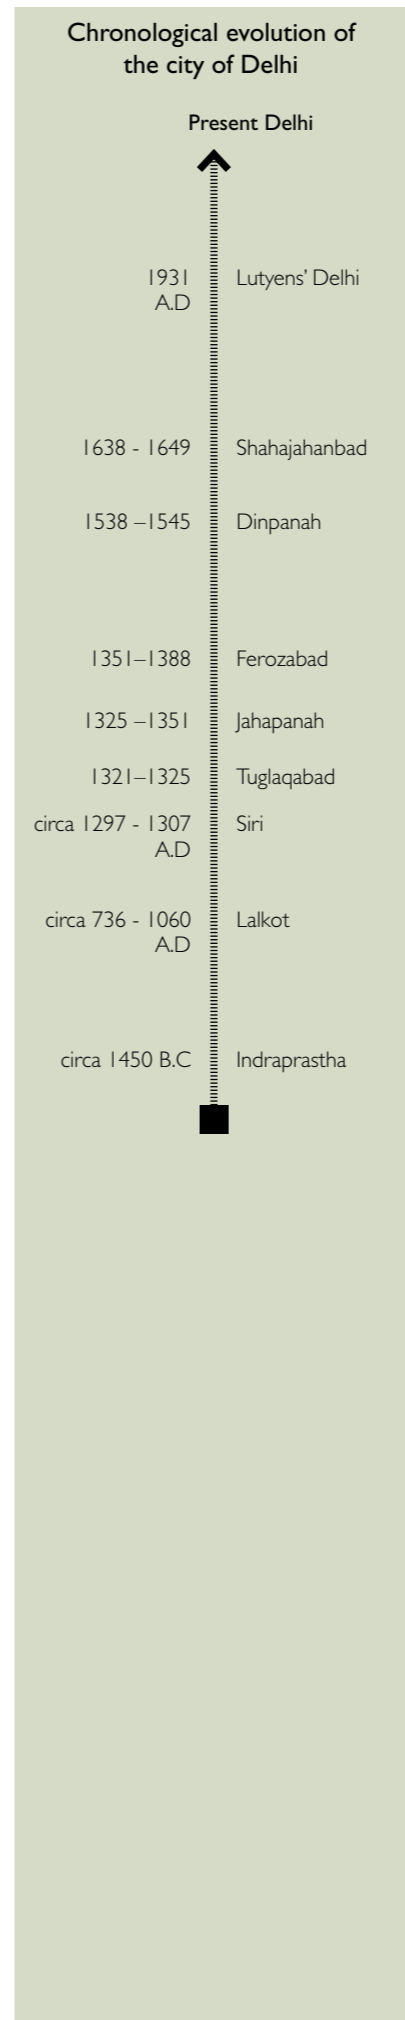 Chronological evolution of
the city of Delhi
Present Delhi
1931 Lutyens’ Delhi
A.D
1638 - 1649 Shahajahanbad
1538 –1545 Dinpanah
1351–1388 Ferozabad
1325 –1351 Jahapanah
1321–1325 Tuglaqabad
circa 1297 - 1307 Siri
A.D
circa 736 - 1060 Lalkot
A.D
circa 1450 B.C Indraprastha